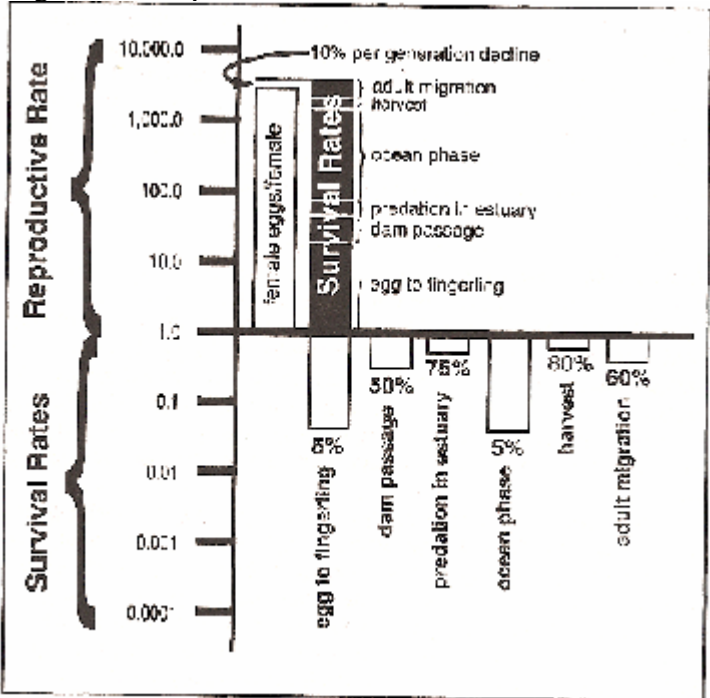 Reproductive Rate
Survival Rates
10,000.0
1,000.0
100.0
10.0
1.0
0.1
0.01
0.001
0.0001
10% per generation decline
adult migration
harvest
ocean phase
predation in estuary
dam passage
egg to fingerling
female eggs/female
Survival Rates
50%
75%
5%
80%
60%
egg to fingerling
dam passage
predation in estuary
ocean phase
harvest
adult migration